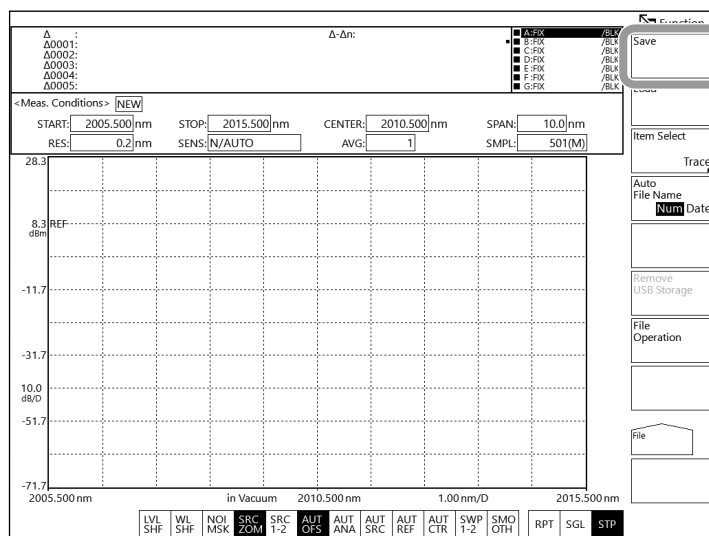 Function
Δ :
Δ-Δn:
Δ0001:
Δ0002:
Δ0003:
Δ0004:
Δ0005:
A:FIX /BLK
B:FIX /BLK
C:FIX /BLK
D:FIX /BLK
E:FIX /BLK
F:FIX /BLK
G:FIX /BLK
<Meas. Conditions> NEW
START: 2005.500 nm STOP: 2015.500 nm CENTER: 2010.500 nm SPAN: 10.0 nm
RES: 0.2 nm SENS: N/AUTO AVG: 1 SMPL: 501(M)
28.3
8.3 REF
dBm
-11.7
-31.7
10.0
dB/D
-51.7
-71.7
2005.500 nm in Vacuum 2010.500 nm 1.00 nm/D 2015.500 nm
LVL SHF
WL SHF
NOI MSK
SRC ZOM
SRC 1-2
AUT OFS
AUT ANA
AUT SRC
AUT REF
AUT CTR
SWP 1-2
SMO OTH
RPT
SGL
STP
Save
Load
Item Select
Trace
Auto
File Name
Num Date
Remove
USB Storage
File
Operation
File